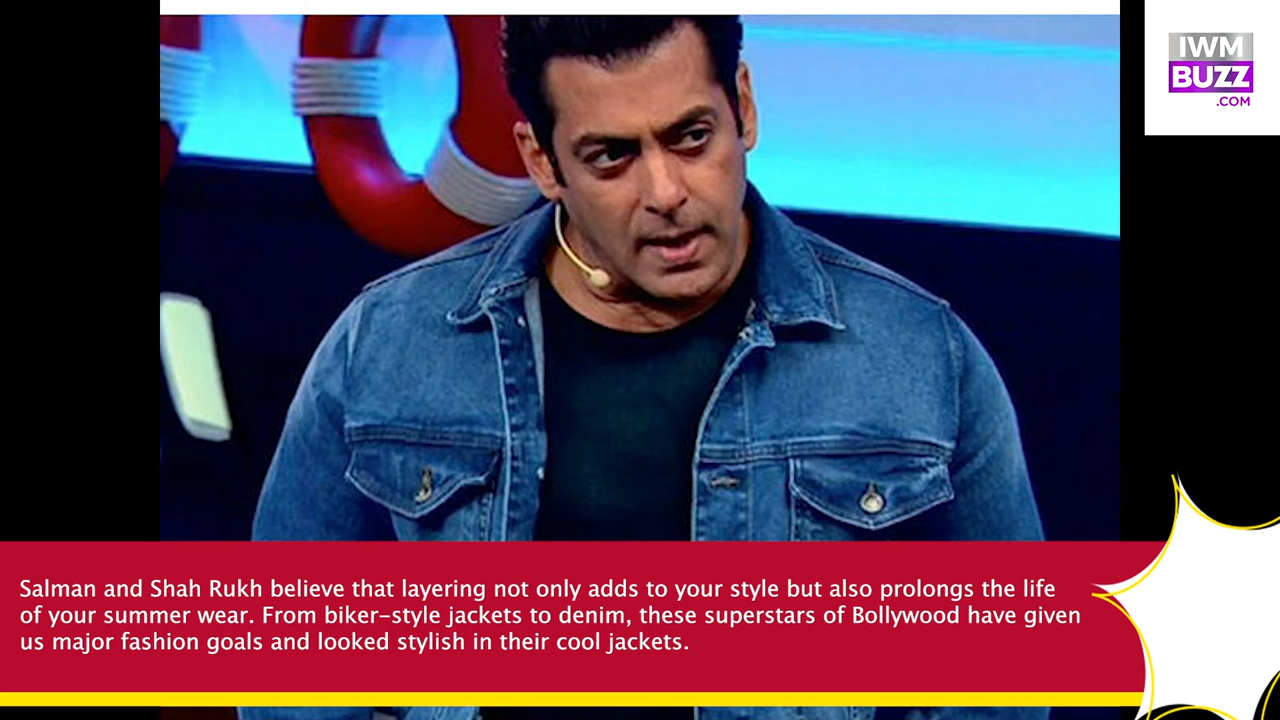 IWM
BUZZ
.COM
Salman and Shah Rukh believe that layering not only adds to your style but also prolongs the life
of your summer wear. From biker-style jackets to denim, these superstars of Bollywood have given
us major fashion goals and looked stylish in their cool jackets.